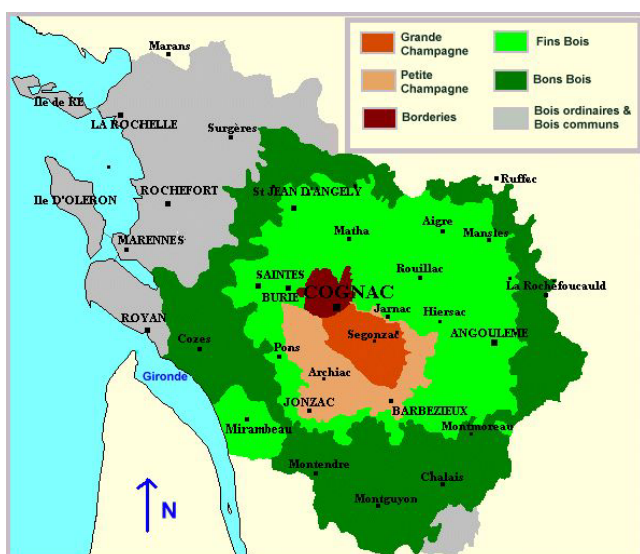 Grande
Champagne
Fins Bois
Petite
Champagne
Bons Bois
Borderies
Bois ordinaires &
Bois communs
Marans
Ile de RE
LA ROCHELLE
Surgères
Ruffec
St JEAN D'ANGELY
Ile D'OLERON
ROCHEFORT
Aigre
Matha
Mansles
MARENNES
Rouillac
SAINTES
La Rochefoucauld
BURIE
COGNAC
Jarnac
Hiersac
ROYAN
Segonzac
ANGOULEME
Cozes
Pons
Gironde
Archiac
JONZAC
BARBEZIEUX
Mirambeau
Montmoreau
Montendre
Chalais
Montguyon
N